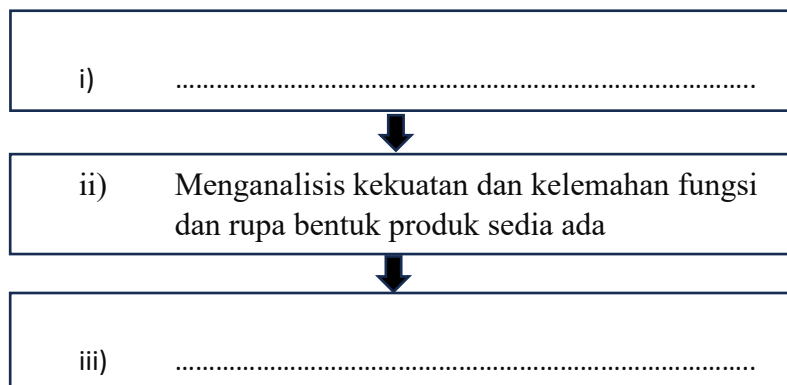 i) ………………………………………………………………………..
ii) Menganalisis kekuatan dan kelemahan fungsi
dan rupa bentuk produk sedia ada
iii) ………………………………………………………………………..